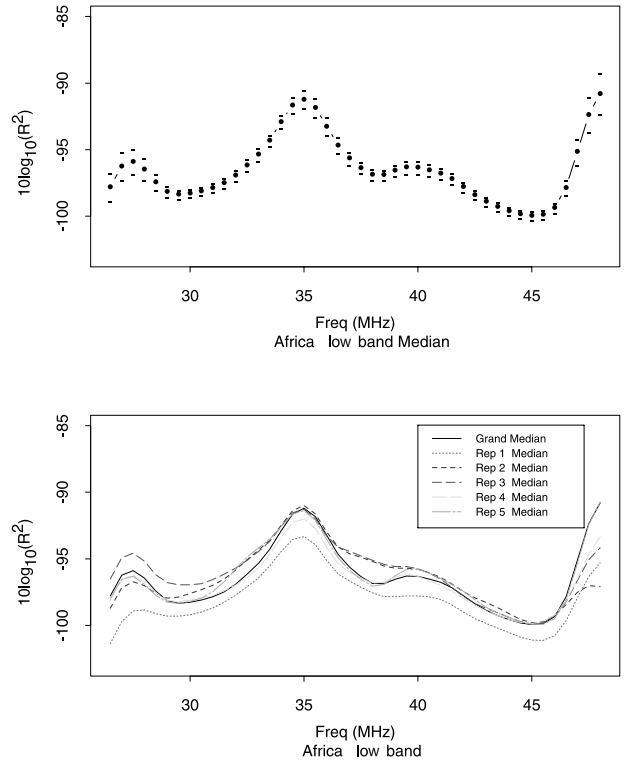 -85
-90
-95
-100
10log10(R2)
30 35 40 45
Freq (MHz)
Africa low band Median
-85
-90
-95
-100
10log10(R2)
Grand Median
Rep 1 Median
Rep 2 Median
Rep 3 Median
Rep 4 Median
Rep 5 Median
30 35 40 45
Freq (MHz)
Africa low band